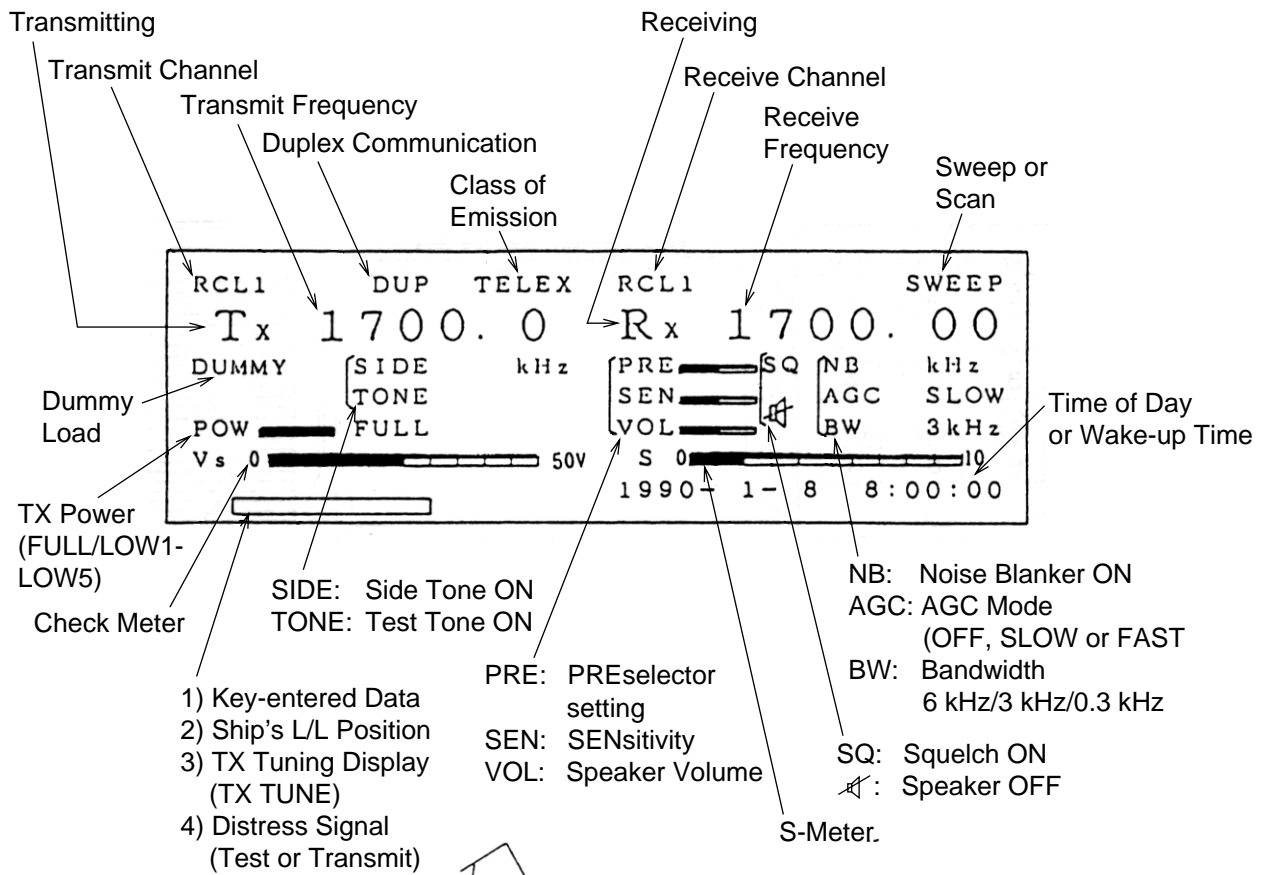 Transmitting
Receiving
Transmit Channel
Receive Channel
Transmit Frequency
Receive
Frequency
Duplex Communication
Class of
Emission
Sweep or
Scan
RCL1 DUP TELEX RCL1 SWEEP
Tx 1700. 0 Rx 1700. 00
DUMMY SIDE kHz PRE SQ NB kHz
TONE SEN AGC SLOW
POW FULL VOL BW 3kHz
Vs 0 50V S 0 10
1990- 1- 8 8:00:00
Dummy
Load
Time of Day
or Wake-up Time
TX Power
(FULL/LOW1-
LOW5)
Check Meter
SIDE: Side Tone ON
TONE: Test Tone ON
1) Key-entered Data
2) Ship's L/L Position
3) TX Tuning Display
(TX TUNE)
4) Distress Signal
(Test or Transmit)
PRE: PREselector
setting
SEN: SENsitivity
VOL: Speaker Volume
NB: Noise Blanker ON
AGC: AGC Mode
(OFF, SLOW or FAST
BW: Bandwidth
6 kHz/3 kHz/0.3 kHz
SQ: Squelch ON
: Speaker OFF
S-Meter